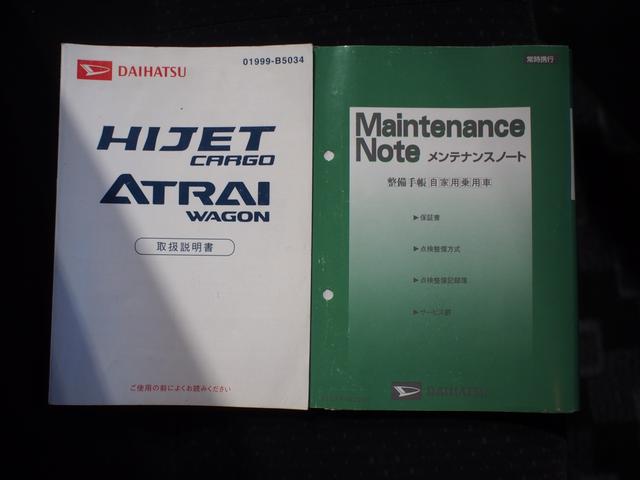 DAIHATSU
01999-B5034
HIJET
CARGO
ATRAI
WAGON
取扱説明書
ご使用の前によくお読みください
常時携行
Maintenance
Note メンテナンスノート
整備手帳 自家用乗用車
▶保証書
▶点検整備方式
▶点検整備記録簿
▶サービス網
DAIHATSU